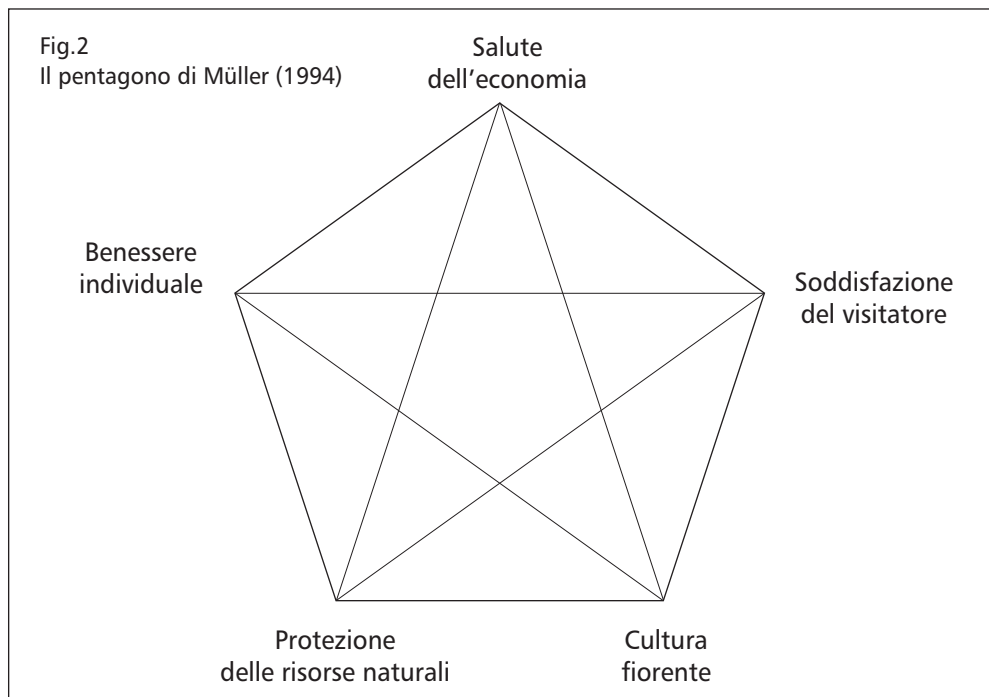 Fig.2
Il pentagono di Müller (1994)
Salute
dell'economia
Benessere
individuale
Soddisfazione
del visitatore
Protezione
delle risorse naturali
Cultura
fiorente